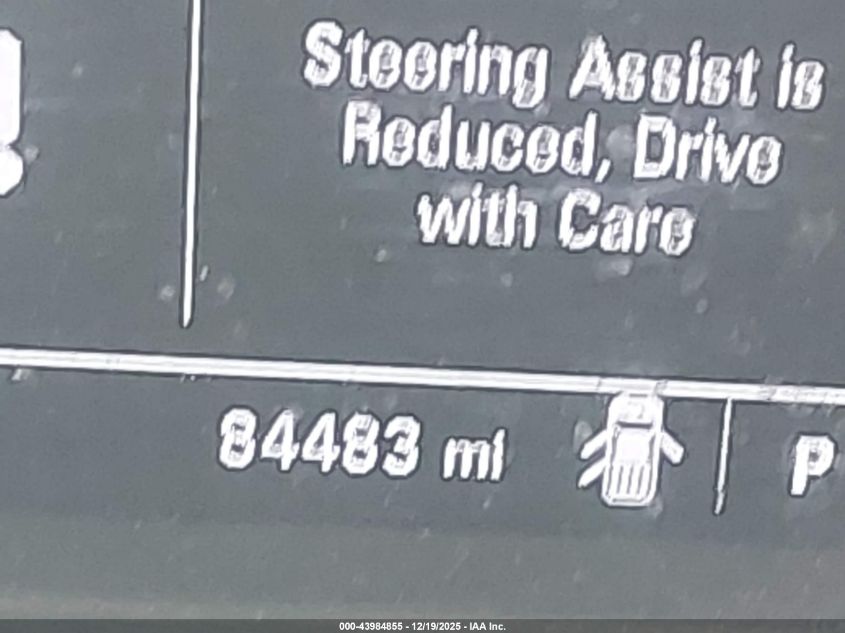 Steering Assist is
Reduced, Drive
with Care
84483 mi
P
000-43984855 - 12/19/2025 - IAA Inc.